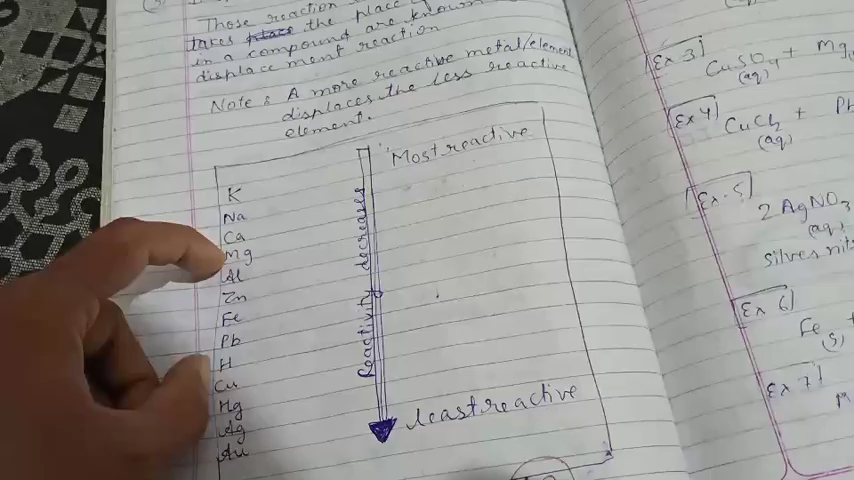 Those reaction
takes the place
in a compound are known
displacement reaction
Note : A more reactive metal/element
displaces the less reactive
element.
Most reactive
K
Na
Ca
Mg
Al
Zn
Fe
Pb
H
Cu
Hg
Ag
Au
Reactivity decreases
least reactive
Ex 3)
CuSO4 + Mg
(aq)
Ex 4)
CuCl2 + Pb
(aq)
Ex. 5)
2 AgNO3
(aq)
Ex 6)
Fe +
(s)
Ex 7)